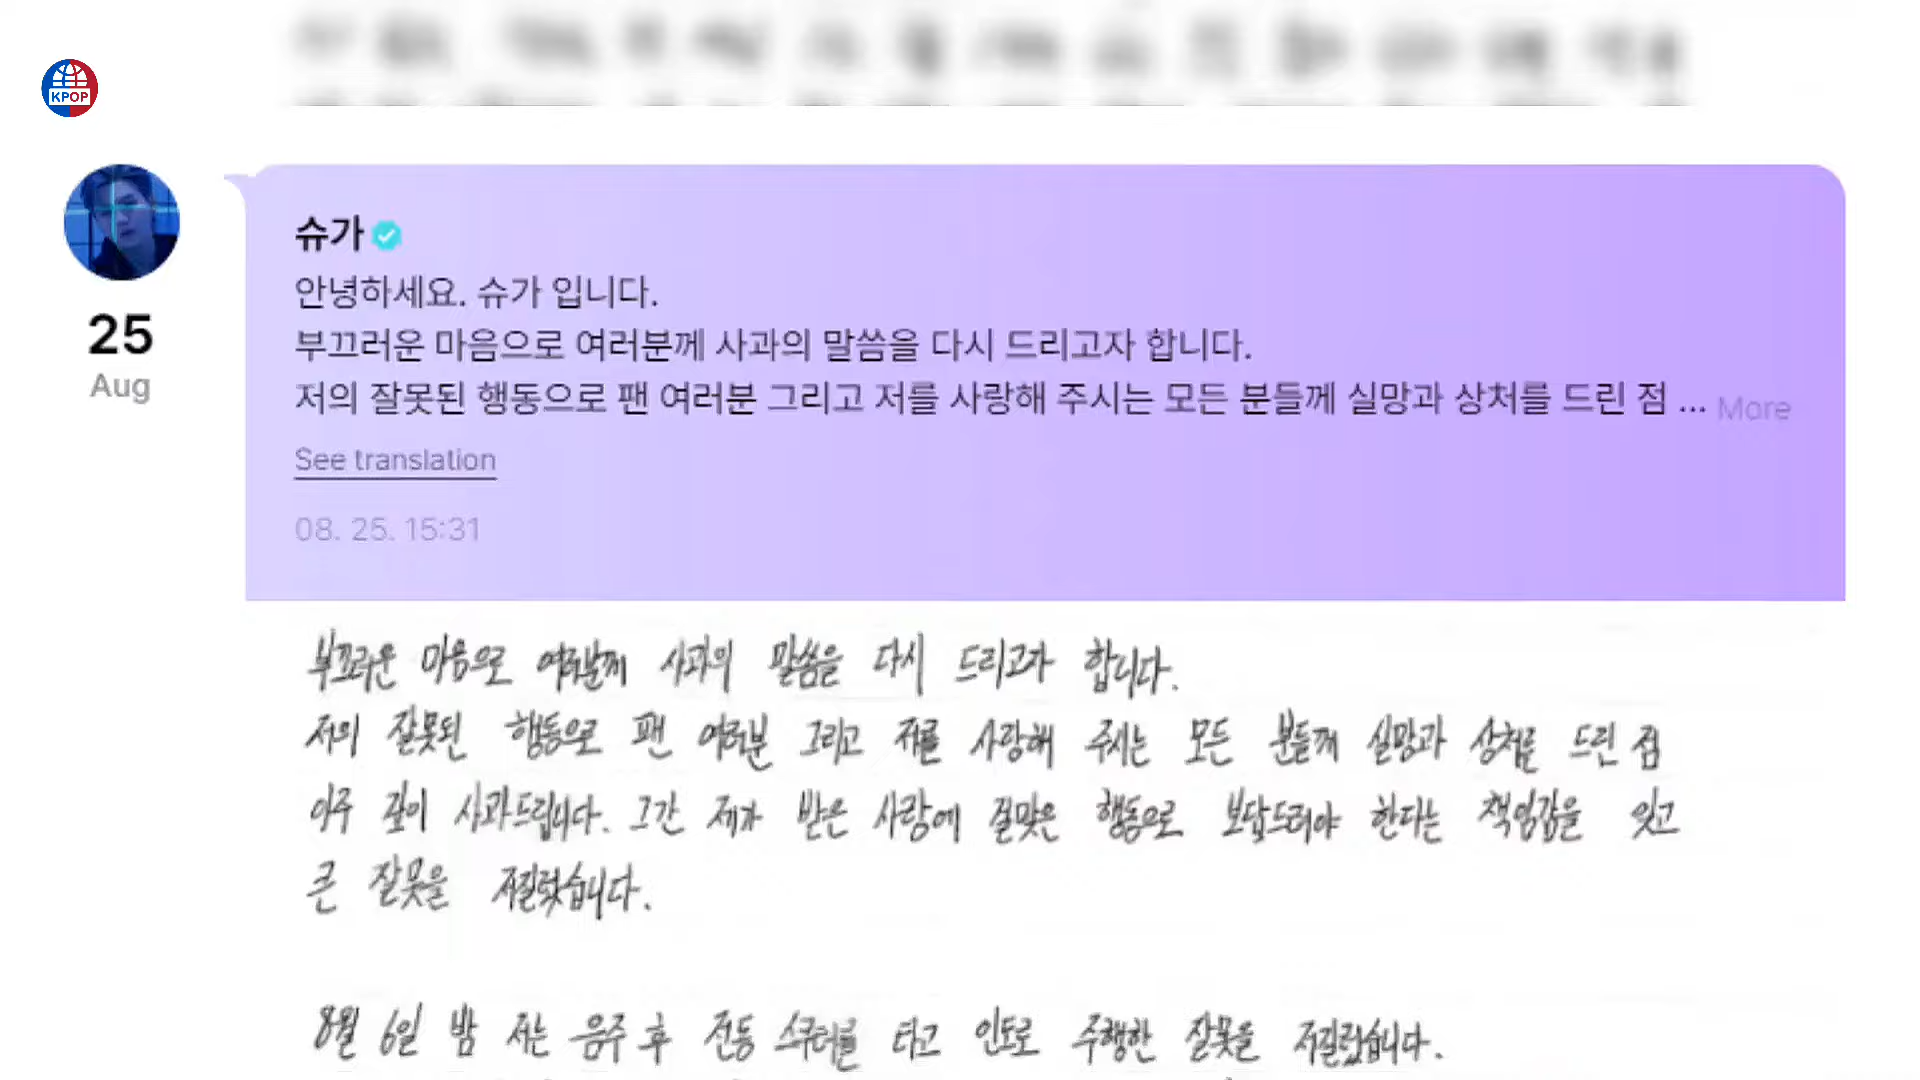 KPOP
슈가
안녕하세요. 슈가 입니다.
부끄러운 마음으로 여러분께 사과의 말씀을 다시 드리고자 합니다.
저의 잘못된 행동으로 팬 여러분 그리고 저를 사랑해 주시는 모든 분들께 실망과 상처를 드린 점 ... More
See translation
08. 25. 15:31
25
Aug
부끄러운 마음으로 여러분께 사과의 말씀을 다시 드리고자 합니다.
저의 잘못된 행동으로 팬 여러분 그리고 저를 사랑해 주시는 모든 분들께 실망과 상처를 드린 점
아주 깊이 사과드립니다. 그간 제가 받은 사랑에 걸맞은 행동으로 보답드려야 한다는 책임감을 잊고
큰 잘못을 저질렀습니다.
8월 6일 밤 저는 음주 후 전동 스쿠터를 타고 인도로 주행한 잘못을 저질렀습니다.